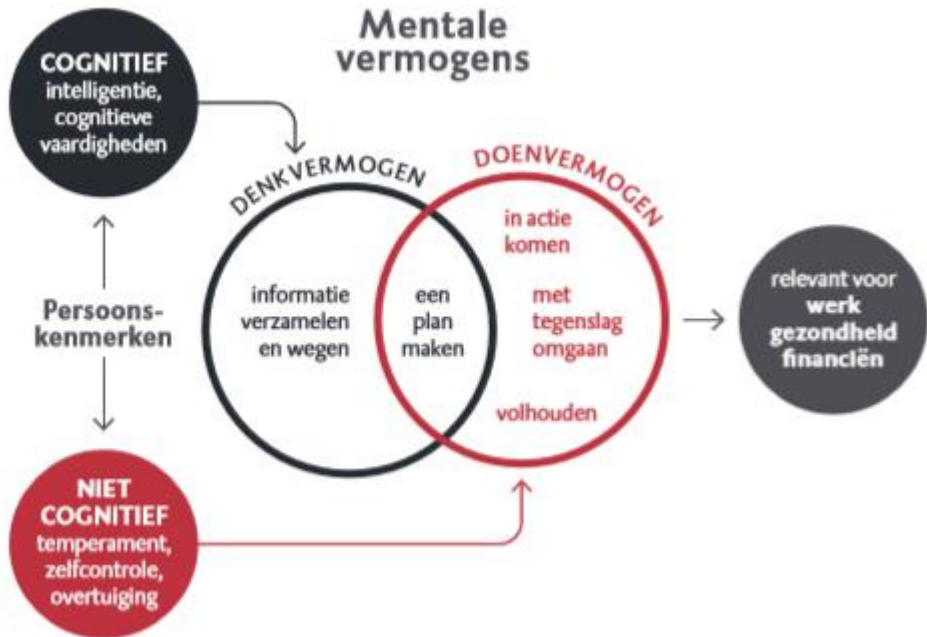 Mentale
vermogens
COGNITIEF
intelligentie,
cognitieve
vaardigheden
Persoons-
kenmerken
NIET
COGNITIEF
temperament,
zelfcontrole,
overtuiging
DENKVERMOGEN
informatie
verzamelen
en wegen
een
plan
maken
DOENVERMOGEN
in actie
komen
met
tegenslag
omgaan
volhouden
relevant voor
werk
gezondheid
financiën